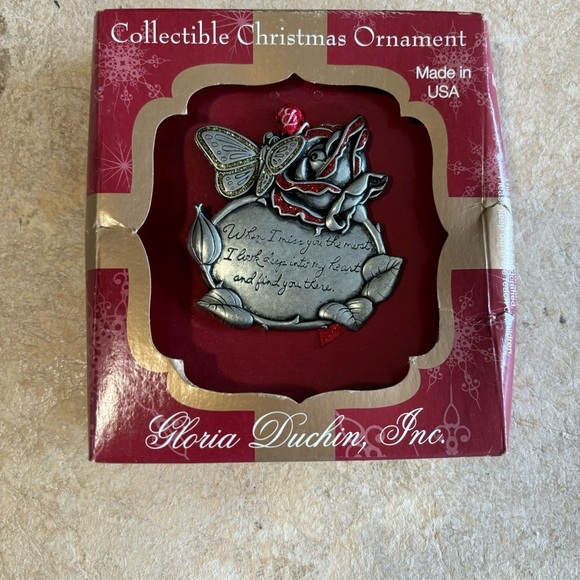 Collectible Christmas Ornament
Made in
USA
When I miss you the most,
I look deep into my heart
and find you there.
Gloria Duchin, Inc.